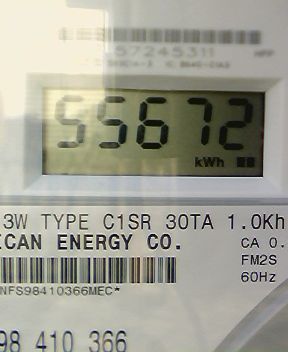 57245311
55672
kWh
3W TYPE C1SR 30TA 1.0Kh
ICAN ENERGY CO.
CA 0.
FM2S
60Hz
NFS98410366MEC*
98 410 366